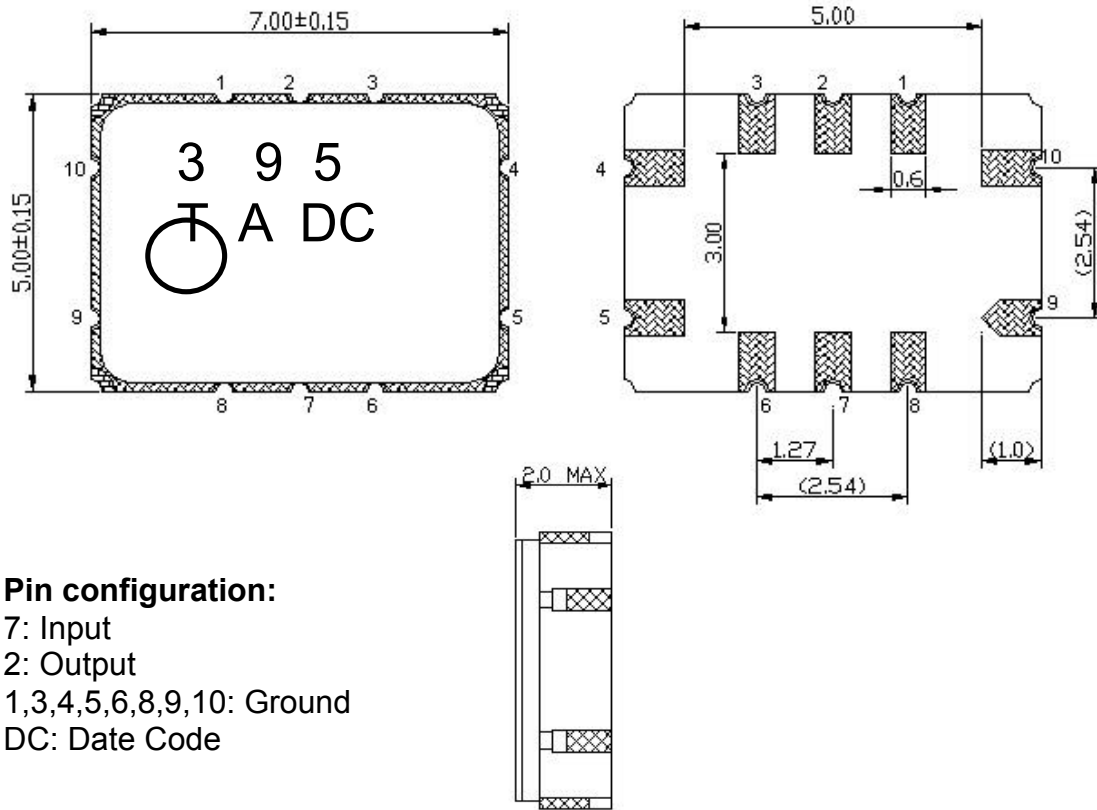 7.00±0.15
5.00±0.15
1 2 3
10 4
9 5
8 7 6
3 9 5
T A DC
5.00
3 2 1
4 10
5 9
6 7 8
0.6
3.00
(2.54)
1.27
(2.54)
(1.0)
2.0 MAX
Pin configuration:
7: Input
2: Output
1,3,4,5,6,8,9,10: Ground
DC: Date Code